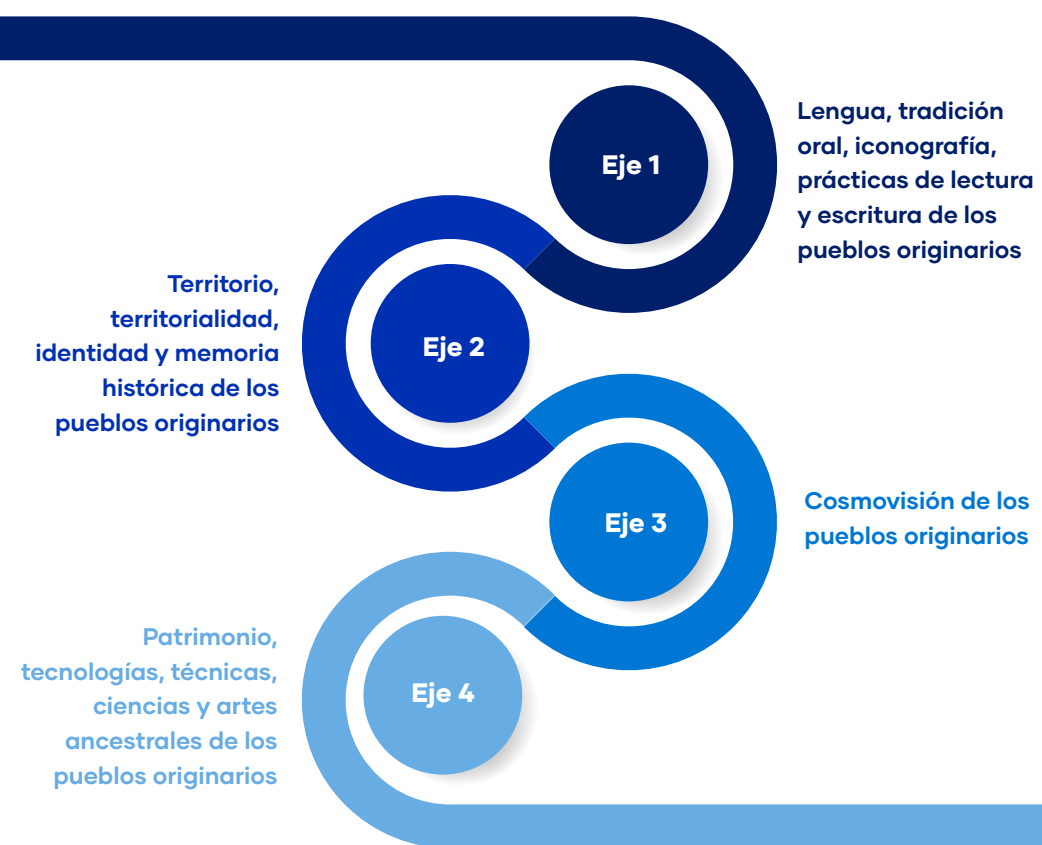 Eje 1
Lengua, tradición
oral, iconografía,
prácticas de lectura
y escritura de los
pueblos originarios
Eje 2
Territorio,
territorialidad,
identidad y memoria
histórica de los
pueblos originarios
Eje 3
Cosmovisión de los
pueblos originarios
Eje 4
Patrimonio,
tecnologías, técnicas,
ciencias y artes
ancestrales de los
pueblos originarios